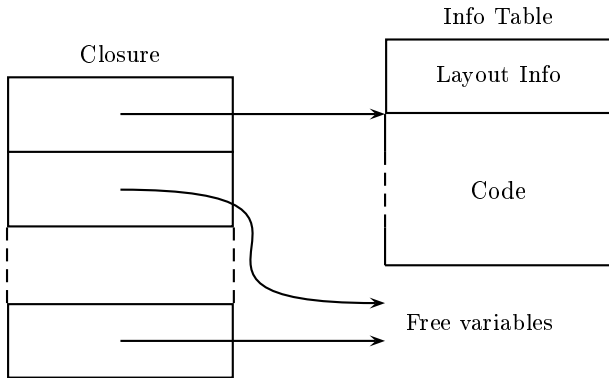 Info Table
Closure
Layout Info
Code
Free variables